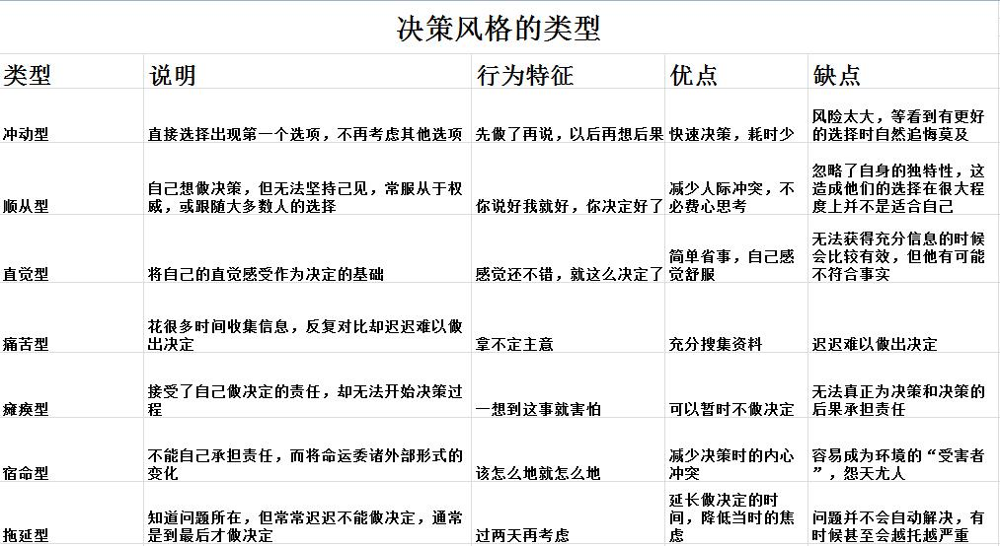 决策风格的类型
类型 说明 行为特征 优点 缺点
冲动型 直接选择出现第一个选项，不再考虑其他选项 先做了再说，以后再想后果 快速决策，耗时少 风险太大，等看到有更好
的选择时自然追悔莫及
顺从型 自己想做决策，但无法坚持己见，常服从于权
威，或跟随大多数人的选择 你说好我就好，你决定好了 减少人际冲突，不
必费心思考 忽略了自身的独特性，这
造成他们的选择在很大程
度上并不是适合自己
直觉型 将自己的直觉感受作为决定的基础 感觉还不错，就这么决定了 简单省事，自己感
觉舒服 无法获得充分信息的时候
会比较有效，但他有可能
不符合事实
痛苦型 花很多时间收集信息，反复对比却迟迟难以做
出决定 拿不定主意 充分搜集资料 迟迟难以做出决定
瘫痪型 接受了自己做决定的责任，却无法开始决策过
程 一想到这事就害怕 可以暂时不做决定 无法真正为决策和决策的
后果承担责任
宿命型 不能自己承担责任，而将命运委诸外部形式的
变化 该怎么地就怎么地 减少决策时的内心
冲突 容易成为环境的“受害者
”，怨天尤人
拖延型 知道问题所在，但常常迟迟不能做决定，通常
是到最后才做决定 过两天再考虑 延长做决定的时
间，降低当时的焦
虑 问题并不会自动解决，有
时候甚至会越托越严重